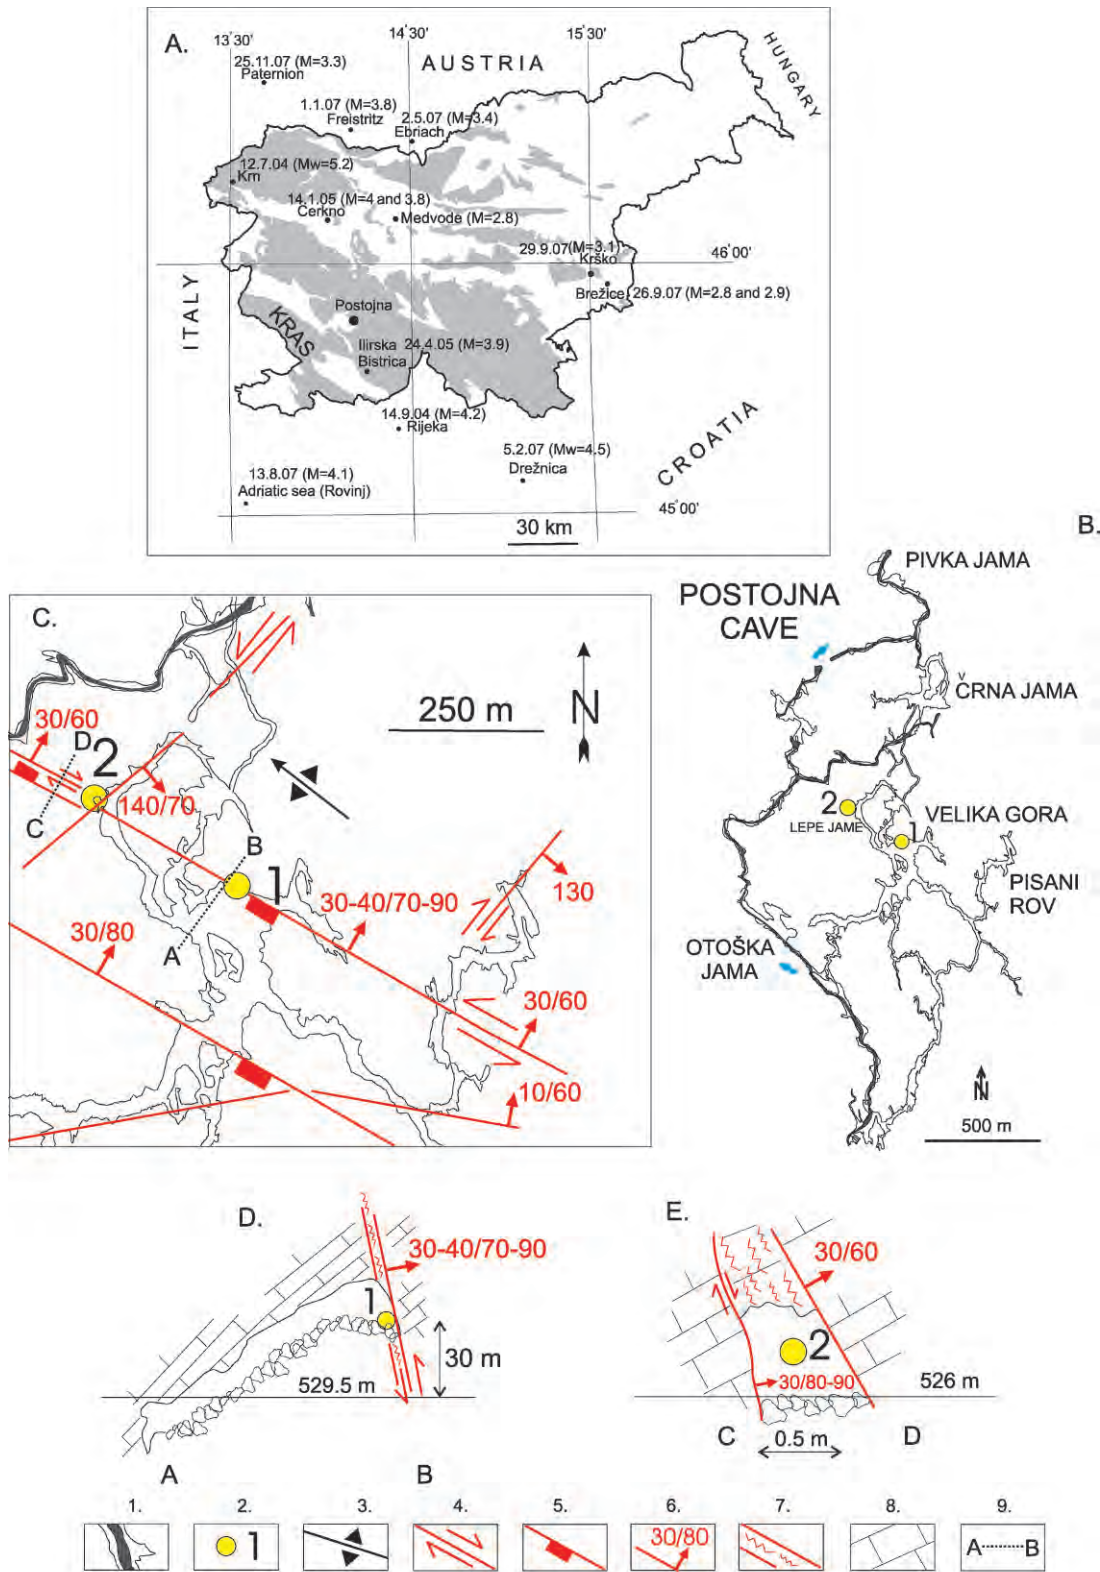 A.
13°30'
14°30'
15°30'
AUSTRIA
HUNGARY
25.11.07 (M=3.3)
Paternion
1.1.07 (M=3.8)
Freistritz
2.5.07 (M=3.4)
Ebriach
12.7.04 (Mw=5.2)
Krn
14.1.05 (M=4 and 3.8)
Cerkno
Medvode (M=2.8)
29.9.07 (M=3.1)
Krško
46°00'
Brežice 26.9.07 (M=2.8 and 2.9)
ITALY
Postojna
KRAS
Ilirska 24.4.05 (M=3.9)
Bistrica
14.9.04 (M=4.2)
Rijeka
CROATIA
5.2.07 (Mw=4.5)
Drežnica
13.8.07 (M=4.1)
Adriatic sea (Rovinj)
45°00'
30 km
B.
PIVKA JAMA
POSTOJNA
CAVE
ČRNA JAMA
2
LEPE JAME
VELIKA GORA
1
PISANI
ROV
OTOŠKA
JAMA
N
500 m
C.
250 m
N
30/60
D
2
140/70
C
B
1
30-40/70-90
130
30/80
A
30/60
10/60
D.
30-40/70-90
1
30 m
529.5 m
A
B
E.
30/60
2
30/80-90
526 m
C
0.5 m
D
1.
2.
3.
4.
5.
6.
7.
8.
9.
1
30/80
A
B